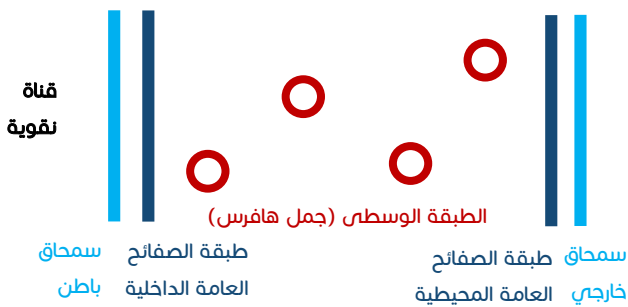 قناة
نقوية
الطبقة الوسطى (جمل هافرس)
سمحاق خارجي
طبقة الصفائح
العامة المحيطية
طبقة الصفائح
العامة الداخلية
سمحاق
باطن